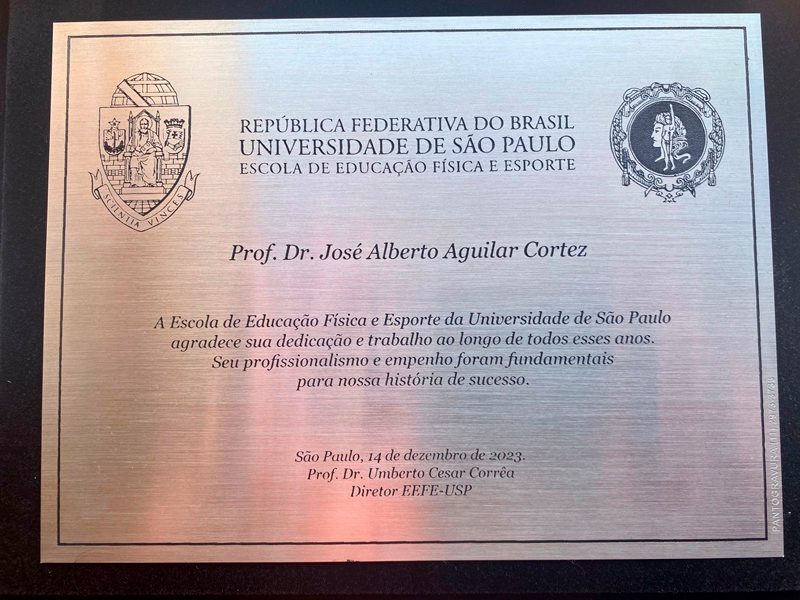 REPÚBLICA FEDERATIVA DO BRASIL
UNIVERSIDADE DE SÃO PAULO
ESCOLA DE EDUCAÇÃO FÍSICA E ESPORTE
SCIENTIA VINCES
Prof. Dr. José Alberto Aguilar Cortez
A Escola de Educação Física e Esporte da Universidade de São Paulo
agradece sua dedicação e trabalho ao longo de todos esses anos.
Seu profissionalismo e empenho foram fundamentais
para nossa história de sucesso.
São Paulo, 14 de dezembro de 2023.
Prof. Dr. Umberto Cesar Corrêa
Diretor EEFE-USP
PANTOGRAVURA (11)